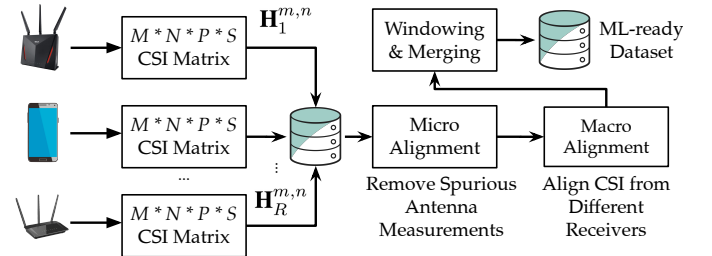 M * N * P * S
CSI Matrix
H_1^{m,n}
M * N * P * S
CSI Matrix
...
...
M * N * P * S
CSI Matrix
H_R^{m,n}
Windowing
& Merging
ML-ready
Dataset
Micro
Alignment
Remove Spurious
Antenna
Measurements
Macro
Alignment
Align CSI from
Different
Receivers